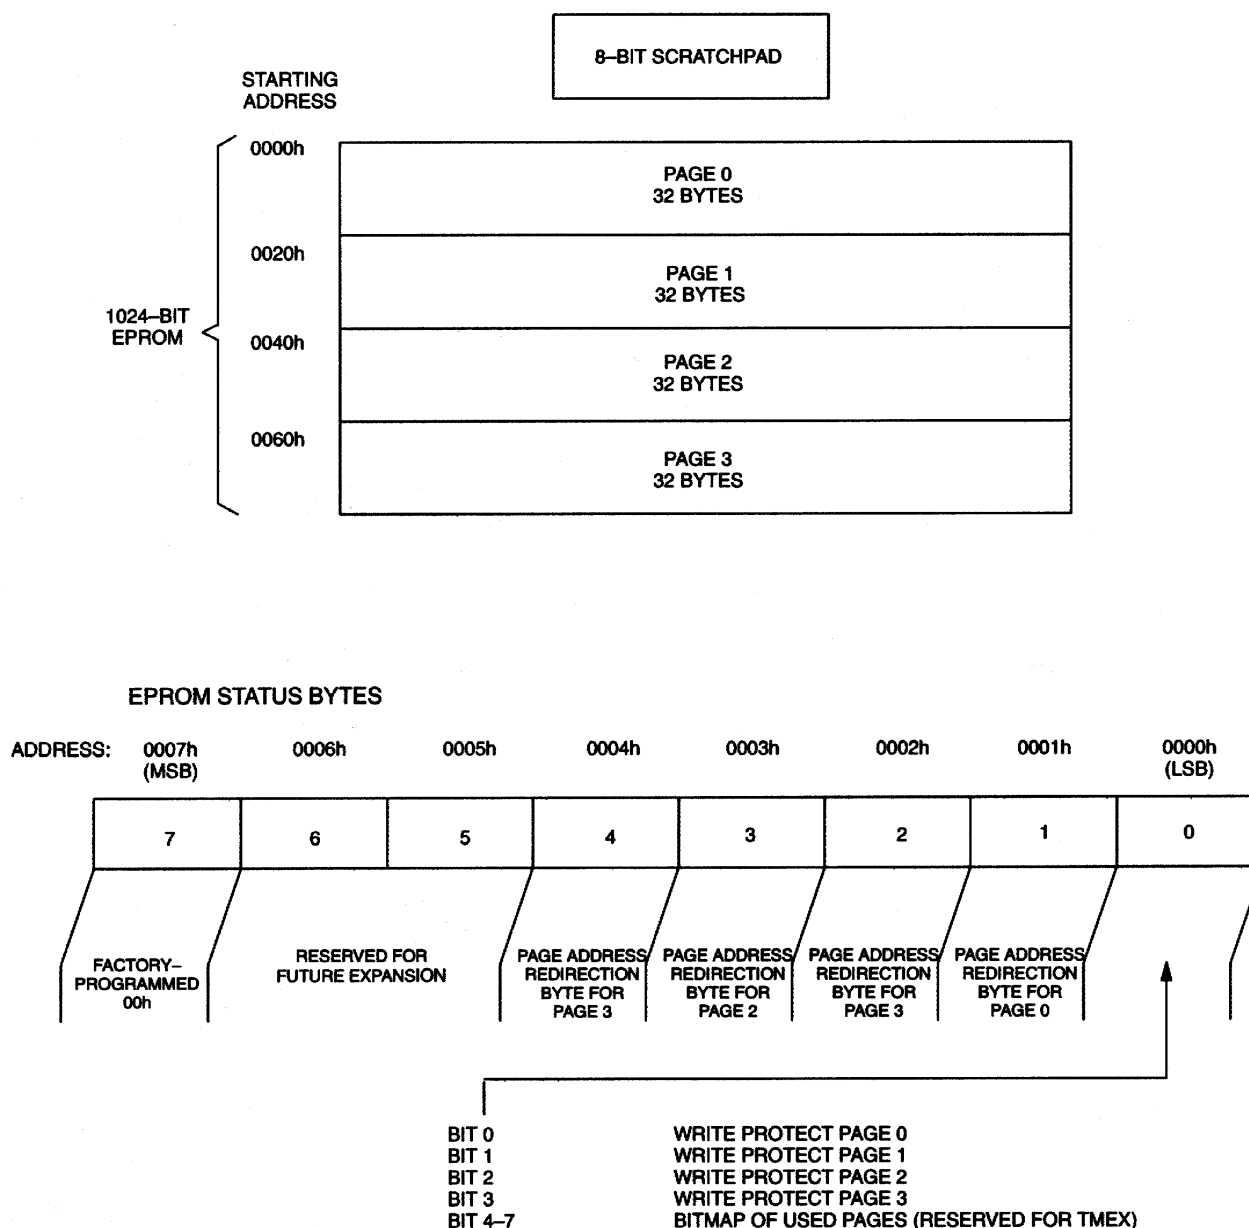 8–BIT SCRATCHPAD
STARTING
ADDRESS
0000h
PAGE 0
32 BYTES
0020h
PAGE 1
32 BYTES
1024–BIT
EPROM
0040h
PAGE 2
32 BYTES
0060h
PAGE 3
32 BYTES
EPROM STATUS BYTES
ADDRESS: 0007h 0006h 0005h 0004h 0003h 0002h 0001h 0000h
(MSB) (LSB)
7 6 5 4 3 2 1 0
FACTORY–
PROGRAMMED
00h
RESERVED FOR
FUTURE EXPANSION
PAGE ADDRESS
REDIRECTION
BYTE FOR
PAGE 3
PAGE ADDRESS
REDIRECTION
BYTE FOR
PAGE 2
PAGE ADDRESS
REDIRECTION
BYTE FOR
PAGE 3
PAGE ADDRESS
REDIRECTION
BYTE FOR
PAGE 0
BIT 0 WRITE PROTECT PAGE 0
BIT 1 WRITE PROTECT PAGE 1
BIT 2 WRITE PROTECT PAGE 2
BIT 3 WRITE PROTECT PAGE 3
BIT 4–7 BITMAP OF USED PAGES (RESERVED FOR TMEX)